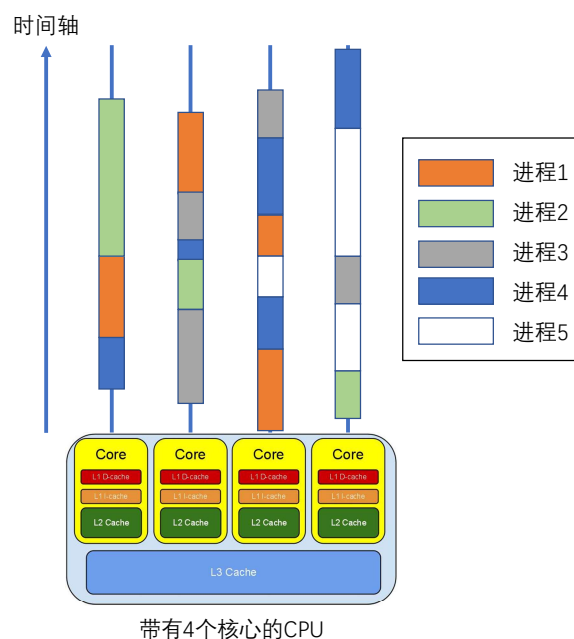 时间轴
进程1
进程2
进程3
进程4
进程5
Core Core Core Core
L1 D-cache L1 D-cache L1 D-cache L1 D-cache
L1 I-cache L1 I-cache L1 I-cache L1 I-cache
L2 Cache L2 Cache L2 Cache L2 Cache
L3 Cache
带有4个核心的CPU